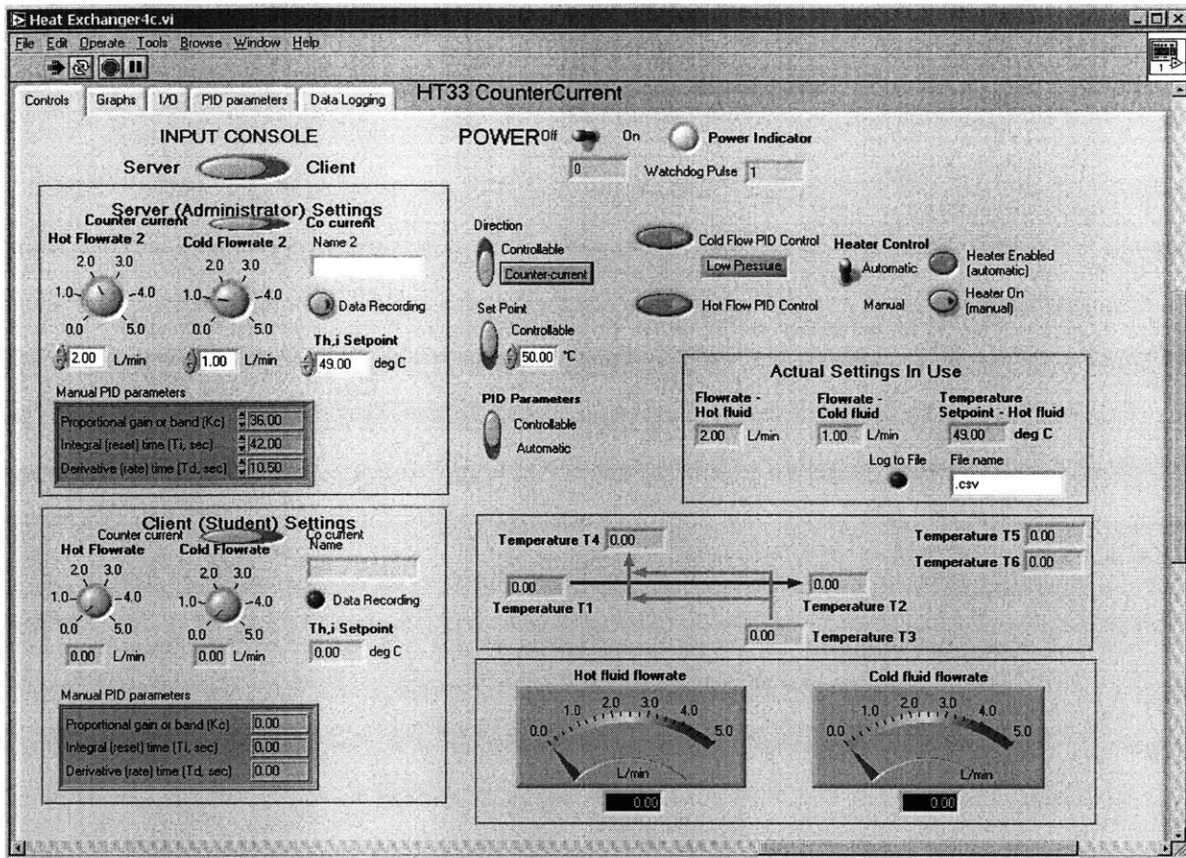 Heat Exchanger4c.vi
File Edit Operate Tools Browse Window Help
1
Controls Graphs I/O PID parameters Data Logging
HT33 CounterCurrent
INPUT CONSOLE
Server Client
POWER Off On Power Indicator
0 Watchdog Pulse 1
Server (Administrator) Settings
Counter current Co current
Hot Flowrate 2 Cold Flowrate 2 Name 2
2.0 3.0 2.0 3.0
1.0 4.0 1.0 4.0
Data Recording
0.0 5.0 0.0 5.0
Th,i Setpoint
2.00 L/min 1.00 L/min 49.00 deg C
Manual PID parameters
Proportional gain or band (Kc) 36.00
Integral (reset) time (Ti, sec) 42.00
Derivative (rate) time (Td, sec) 10.50
Direction
Controllable
Counter-current
Set Point
Controllable
50.00 °C
PID Parameters
Controllable
Automatic
Cold Flow PID Control
Low Pressure
Hot Flow PID Control
Heater Control
Automatic
Manual
Heater Enabled
(automatic)
Heater On
(manual)
Actual Settings In Use
Flowrate - Hot fluid
2.00 L/min
Flowrate - Cold fluid
1.00 L/min
Temperature Setpoint - Hot fluid
49.00 deg C
Log to File File name
.csv
Client (Student) Settings
Counter current Co current
Hot Flowrate Cold Flowrate Name
2.0 3.0 2.0 3.0
1.0 4.0 1.0 4.0
Data Recording
0.0 5.0 0.0 5.0
Th,i Setpoint
0.00 L/min 0.00 L/min 0.00 deg C
Manual PID parameters
Proportional gain or band (Kc) 0.00
Integral (reset) time (Ti, sec) 0.00
Derivative (rate) time (Td, sec) 0.00
Temperature T4 0.00
Temperature T5 0.00
Temperature T6 0.00
0.00 0.00
Temperature T1 Temperature T2
0.00 Temperature T3
Hot fluid flowrate
0.0 1.0 2.0 3.0 4.0 5.0
L/min
0.00
Cold fluid flowrate
0.0 1.0 2.0 3.0 4.0 5.0
L/min
0.00